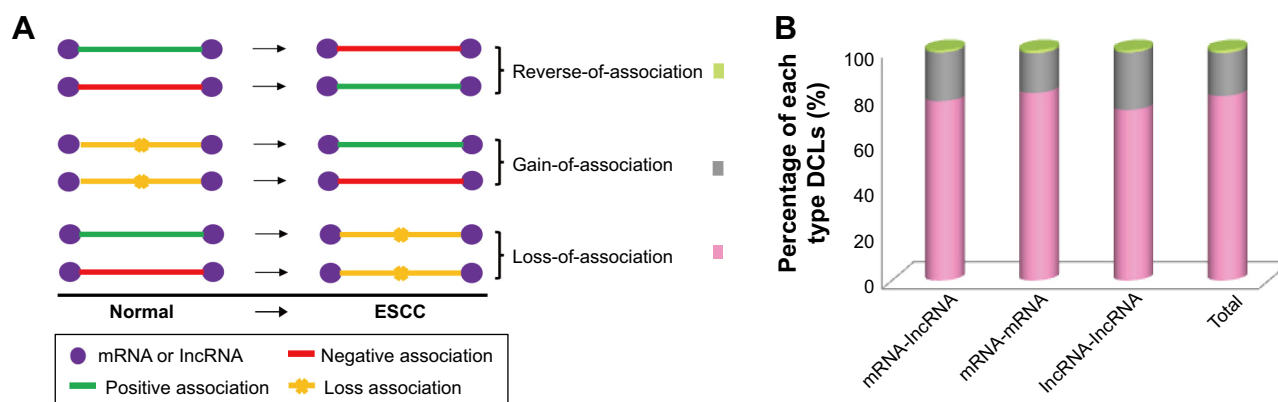 A
Reverse-of-association
Gain-of-association
Loss-of-association
Normal
ESCC
mRNA or lncRNA
Negative association
Positive association
Loss association
B
Percentage of each
type DCLs (%)
100
80
60
40
20
0
mRNA-lncRNA
mRNA-mRNA
lncRNA-lncRNA
Total